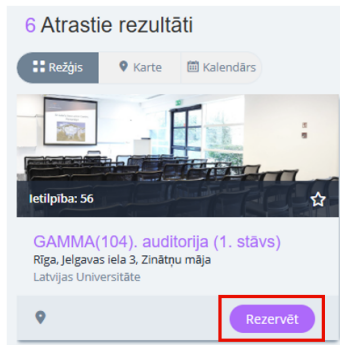 6 Atrastie rezultāti
Režģis
Karte
Kalendārs
Ietilpība: 56
GAMMA(104). auditorija (1. stāvs)
Rīga, Jelgavas iela 3, Zinātņu māja
Latvijas Universitāte
Rezervēt